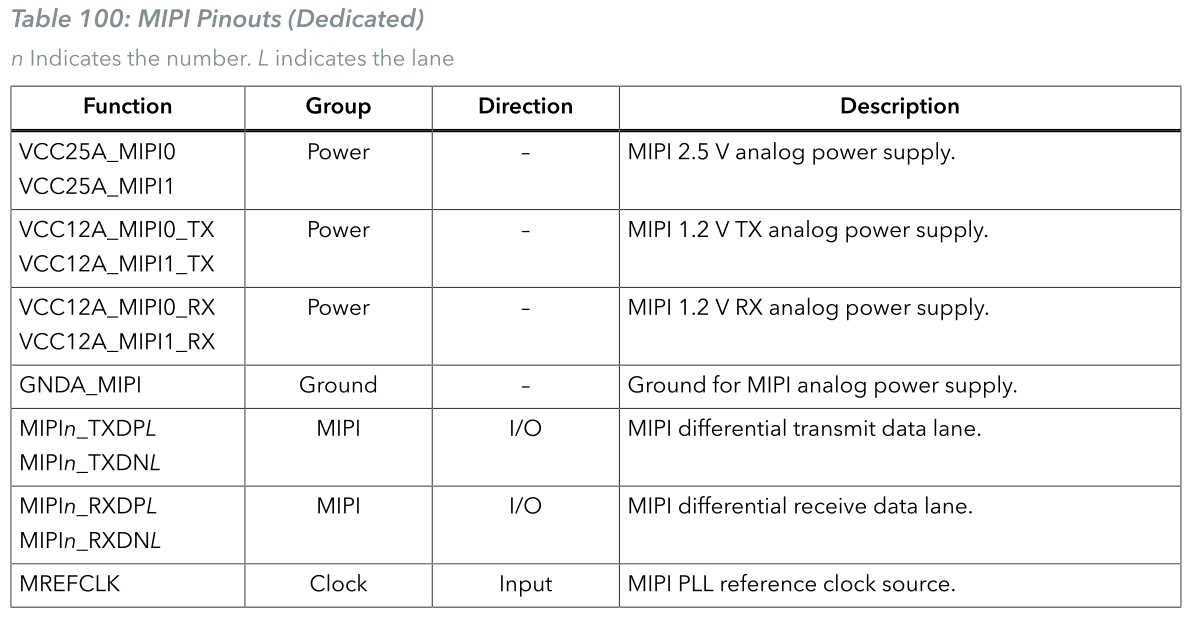 Table 100: MIPI Pinouts (Dedicated)
n Indicates the number. L indicates the lane
Function Group Direction Description
VCC25A_MIPI0 Power – MIPI 2.5 V analog power supply.
VCC25A_MIPI1
VCC12A_MIPI0_TX Power – MIPI 1.2 V TX analog power supply.
VCC12A_MIPI1_TX
VCC12A_MIPI0_RX Power – MIPI 1.2 V RX analog power supply.
VCC12A_MIPI1_RX
GNDA_MIPI Ground – Ground for MIPI analog power supply.
MIPIn_TXDPL MIPI I/O MIPI differential transmit data lane.
MIPIn_TXDNL
MIPIn_RXDPL MIPI I/O MIPI differential receive data lane.
MIPIn_RXDNL
MREFCLK Clock Input MIPI PLL reference clock source.